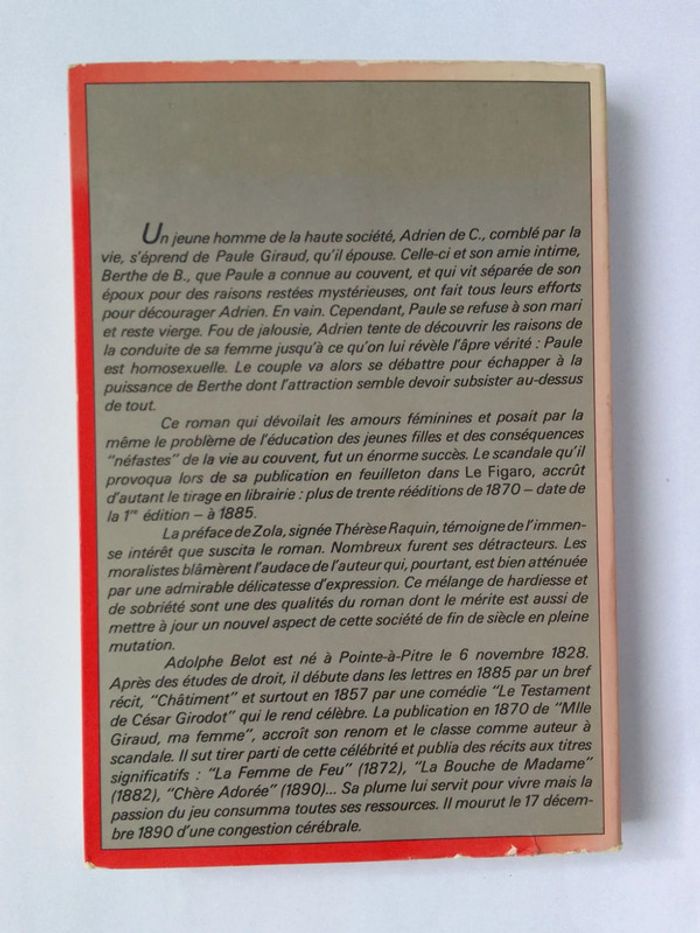 Un jeune homme de la haute société, Adrien de C., comblé par la
vie, s'éprend de Paule Giraud, qu'il épouse. Celle-ci et son amie intime,
Berthe de B., que Paule a connue au couvent, et qui vit séparée de son
époux pour des raisons restées mystérieuses, ont fait tous leurs efforts
pour décourager Adrien. En vain. Cependant, Paule se refuse à son mari
et reste vierge. Fou de jalousie, Adrien tente de découvrir les raisons de
la conduite de sa femme jusqu'à ce qu'on lui révèle l'âpre vérité : Paule
est homosexuelle. Le couple va alors se débattre pour échapper à la
puissance de Berthe dont l'attraction semble devoir subsister au-dessus
de tout.
Ce roman qui dévoilait les amours féminines et posait par la
même le problème de l'éducation des jeunes filles et des conséquences
"néfastes" de la vie au couvent, fut un énorme succès. Le scandale qu'il
provoqua lors de sa publication en feuilleton dans Le Figaro, accrût
d'autant le tirage en librairie : plus de trente rééditions de 1870 – date de
la 1re édition – à 1885.
La préface de Zola, signée Thérèse Raquin, témoigne de l'immen-
se intérêt que suscita le roman. Nombreux furent ses détracteurs. Les
moralistes blâmèrent l'audace de l'auteur qui, pourtant, est bien atténuée
par une admirable délicatesse d'expression. Ce mélange de hardiesse et
de sobriété sont une des qualités du roman dont le mérite est aussi de
mettre à jour un nouvel aspect de cette société de fin de siècle en pleine
mutation.
Adolphe Belot est né à Pointe-à-Pitre le 6 novembre 1828.
Après des études de droit, il débute dans les lettres en 1885 par un bref
récit, "Châtiment" et surtout en 1857 par une comédie "Le Testament
de César Girodot" qui le rend célèbre. La publication en 1870 de "Mlle
Giraud, ma femme", accroît son renom et le classe comme auteur à
scandale. Il sut tirer parti de cette célébrité et publia des récits aux titres
significatifs : "La Femme de Feu" (1872), "La Bouche de Madame"
(1882), "Chère Adorée" (1890)... Sa plume lui servit pour vivre mais la
passion du jeu consumma toutes ses ressources. Il mourut le 17 décem-
bre 1890 d'une congestion cérébrale.